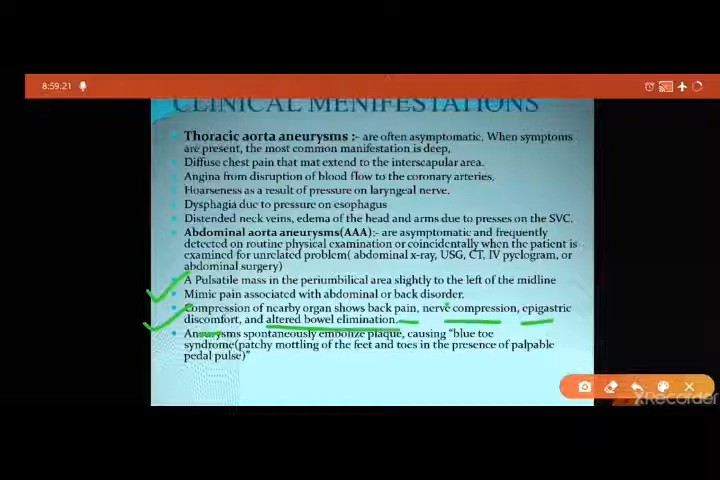 8:59.21
CLINICAL MENIFESTATIONS
Thoracic aorta aneurysms :- are often asymptomatic. When symptoms
are present, the most common manifestation is deep,
Diffuse chest pain that mat extend to the interscapular area.
Angina from disruption of blood flow to the coronary arteries.
Hoarseness as a result of pressure on laryngeal nerve.
Dysphagia due to pressure on esophagus
Distended neck veins, edema of the head and arms due to presses on the SVC.
Abdominal aorta aneurysms(AAA):- are asymptomatic and frequently
detected on routine physical examination or coincidentally when the patient is
examined for unrelated problem( abdominal x-ray, USG, CT, IV pyelogram, or
abdominal surgery)
A Pulsatile mass in the periumbilical area slightly to the left of the midline
Mimic pain associated with abdominal or back disorder.
Compression of nearby organ shows back pain, nerve compression, epigastric
discomfort, and altered bowel elimination.
Aneurysms spontaneously embolize plaque, causing "blue toe
syndrome(patchy mottling of the feet and toes in the presence of palpable
pedal pulse)"
XRecorder